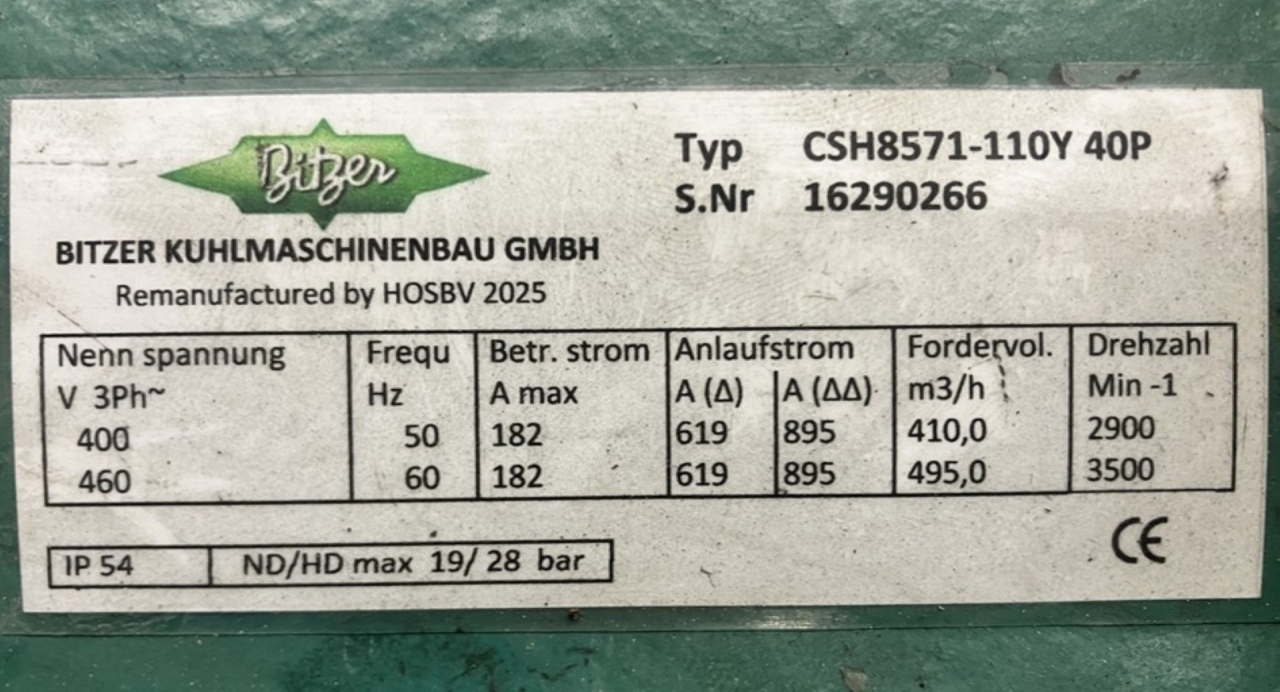 Bitzer
Typ CSH8571-110Y 40P
S.Nr 16290266
BITZER KUHLMASCHINENBAU GMBH
Remanufactured by HOSBV 2025
Nenn spannung Frequ Betr. strom Anlaufstrom Fordervol. Drehzahl
V 3Ph~ Hz A max A (Δ) A (ΔΔ) m3/h Min -1
400 50 182 619 895 410,0 2900
460 60 182 619 895 495,0 3500
CE
IP 54 ND/HD max 19/ 28 bar